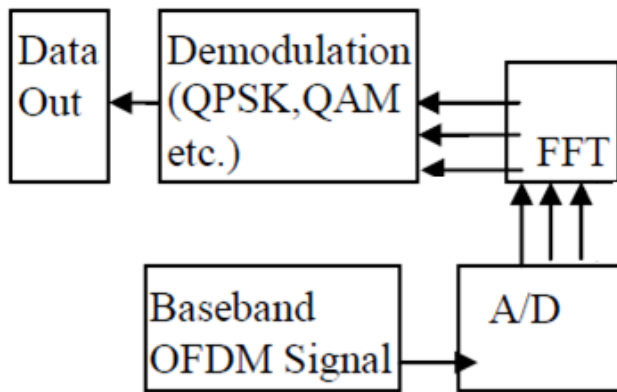 Data
Out
Demodulation
(QPSK,QAM
etc.)
FFT
Baseband
OFDM Signal
A/D